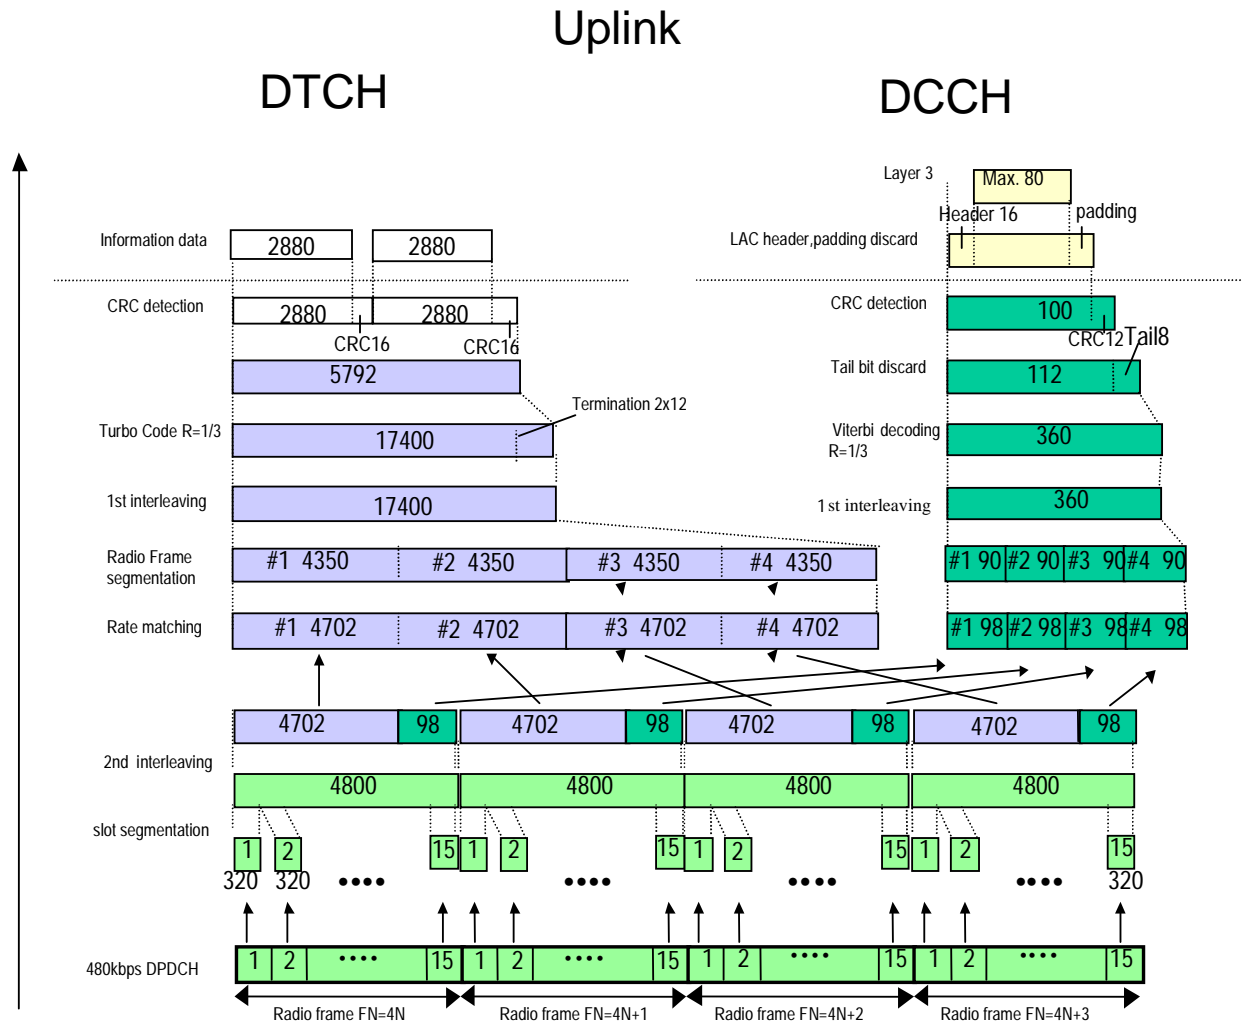 Uplink
DTCH
DCCH
Layer 3
Max. 80
Header 16
padding
Information data
2880
2880
LAC header,padding discard
CRC detection
2880
2880
CRC16
CRC16
CRC detection
100
CRC12
Tail8
5792
Tail bit discard
112
Termination 2x12
Turbo Code R=1/3
17400
Viterbi decoding
R=1/3
360
1st interleaving
17400
1st interleaving
360
Radio Frame
segmentation
#1 4350
#2 4350
#3 4350
#4 4350
#1 90
#2 90
#3 90
#4 90
Rate matching
#1 4702
#2 4702
#3 4702
#4 4702
#1 98
#2 98
#3 98
#4 98
4702
98
4702
98
4702
98
4702
98
2nd interleaving
4800
4800
4800
4800
slot segmentation
1
2
15
1
2
15
1
2
15
1
2
15
320
320
••••
••••
••••
••••
320
480kbps DPDCH
1
2
••••
15
1
2
••••
15
1
2
••••
15
1
2
••••
15
Radio frame FN=4N
Radio frame FN=4N+1
Radio frame FN=4N+2
Radio frame FN=4N+3